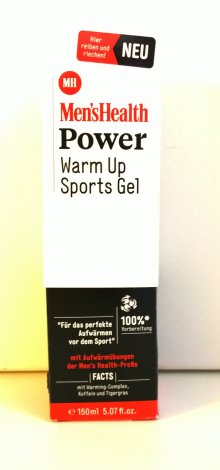 Hier
reiben und
riechen!
NEU
MH
Men'sHealth
Power
Warm Up
Sports Gel
100%*
Vorbereitung
"Für das perfekte
Aufwärmen
vor dem Sport"
mit Aufwärmübungen
der Men's Health-Profis
FACTS
mit Warming-Complex,
Koffein und Tigergras
e 150ml 5.07 fl.oz.